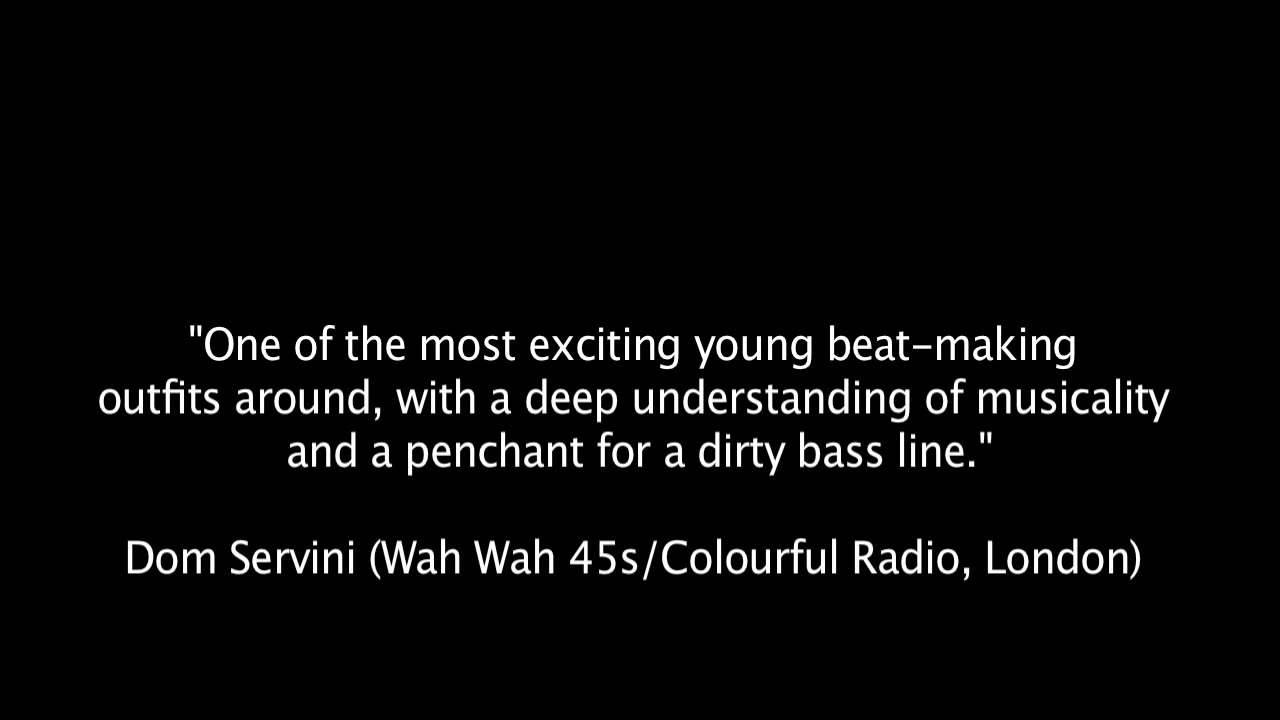 "One of the most exciting young beat-making
outfits around, with a deep understanding of musicality
and a penchant for a dirty bass line."
Dom Servini (Wah Wah 45s/Colourful Radio, London)